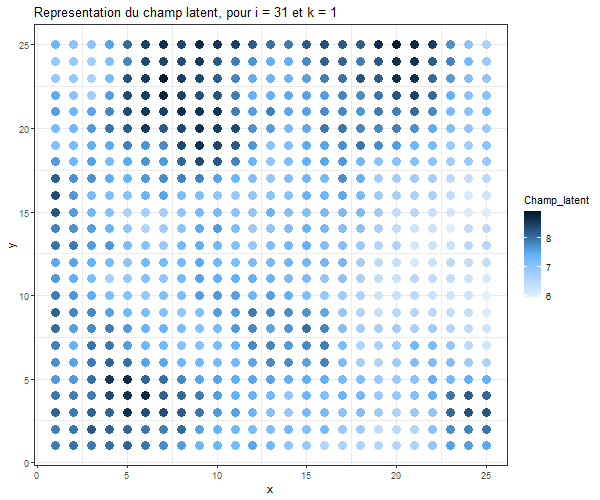 Representation du champ latent, pour i = 31 et k = 1
25
20
15
10
5
0
y
0 5 10 15 20 25
x
Champ_latent
8
7
6